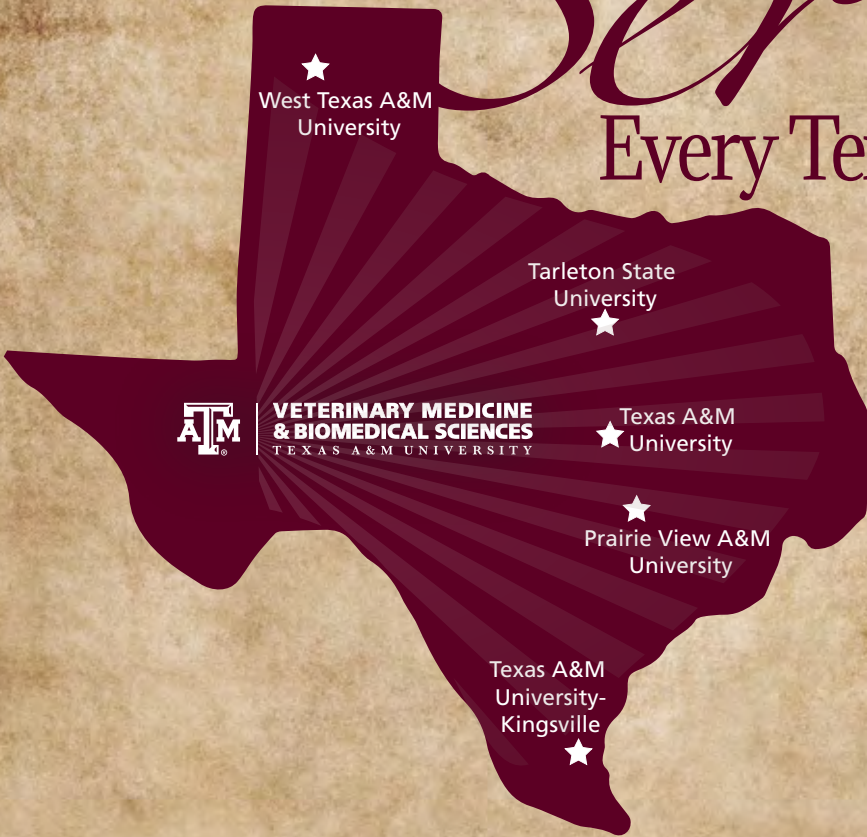 Every
West Texas A&M
University
Tarleton State
University
Texas A&M
University
ATM
®
VETERINARY MEDICINE
& BIOMEDICAL SCIENCES
TEXAS A&M UNIVERSITY
Prairie View A&M
University
Texas A&M
University-
Kingsville